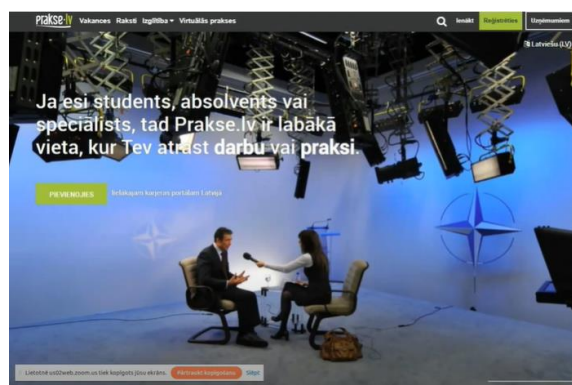 Prakse.lv Vakances Raksti Izglītība Virtuālās prakses Ienākt Reģistrēties Uzņēmumiem
Latviešu (LV)
Ja esi students, absolvents vai
speciālists, tad Prakse.lv ir labākā
vieta, kur Tev atrast darbu vai praksi.
PIEVIENOJIES lielākajam karjeras portālam Latvijā
Lietotnē us02web.zoom.us tiek kopīgots jūsu ekrāns. Pārtraukt kopīgošanu Slēpt